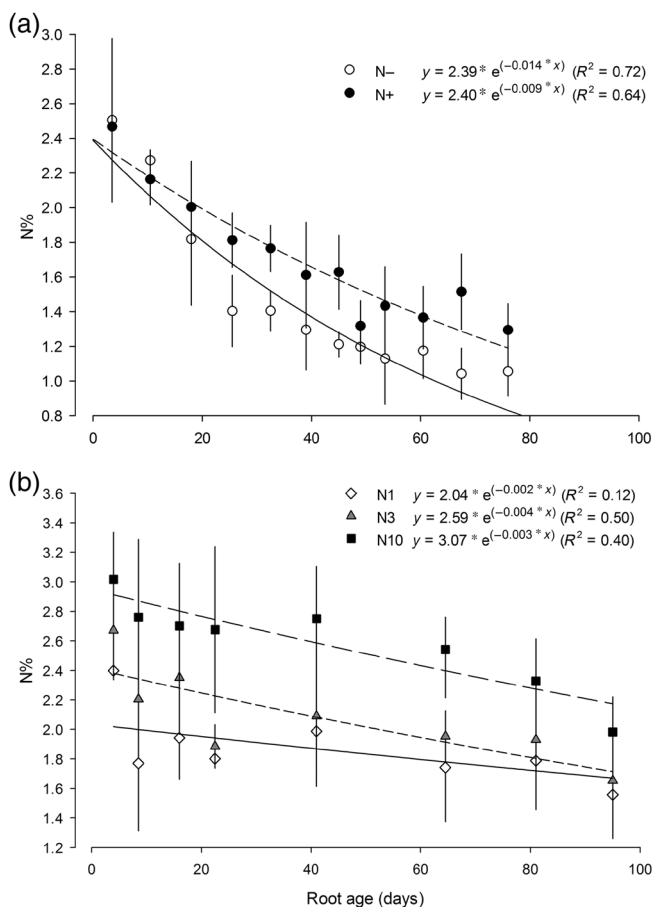 (a)
3.0
2.8
2.6
2.4
2.2
2.0
1.8
1.6
1.4
1.2
1.0
0.8
N%
N– y = 2.39 * e^(−0.014 * x) (R² = 0.72)
N+ y = 2.40 * e^(−0.009 * x) (R² = 0.64)
0 20 40 60 80 100
(b)
3.6
3.4
3.2
3.0
2.8
2.6
2.4
2.2
2.0
1.8
1.6
1.4
1.2
N%
N1 y = 2.04 * e^(−0.002 * x) (R² = 0.12)
N3 y = 2.59 * e^(−0.004 * x) (R² = 0.50)
N10 y = 3.07 * e^(−0.003 * x) (R² = 0.40)
0 20 40 60 80 100
Root age (days)